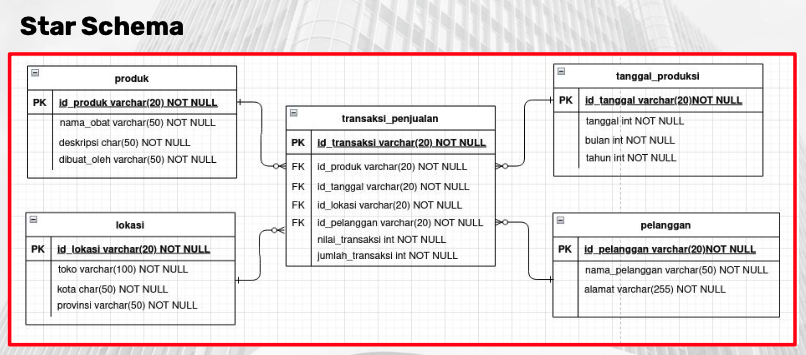 Star Schema
produk
PK id_produk varchar(20) NOT NULL
nama_obat varchar(50) NOT NULL
deskripsi char(50) NOT NULL
dibuat_oleh varchar(50) NOT NULL
transaksi_penjualan
PK id_transaksi varchar(20) NOT NULL
FK id_produk varchar(20) NOT NULL
FK id_tanggal varchar(20) NOT NULL
FK id_lokasi varchar(20) NOT NULL
FK id_pelanggan varchar(20) NOT NULL
nilai_transaksi int NOT NULL
jumlah_transaksi int NOT NULL
tanggal_produksi
PK id_tanggal varchar(20)NOT NULL
tanggal int NOT NULL
bulan int NOT NULL
tahun int NOT NULL
lokasi
PK id_lokasi varchar(20) NOT NULL
toko varchar(100) NOT NULL
kota char(50) NOT NULL
provinsi varchar(50) NOT NULL
pelanggan
PK id_pelanggan varchar(20)NOT NULL
nama_pelanggan varchar(50) NOT NULL
alamat varchar(255) NOT NULL